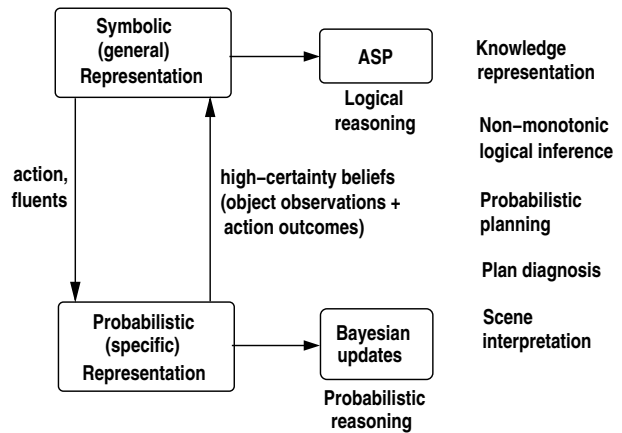 Symbolic
(general)
Representation
ASP
Logical
reasoning
action,
fluents
high–certainty beliefs
(object observations +
action outcomes)
Probabilistic
(specific)
Representation
Bayesian
updates
Probabilistic
reasoning
Knowledge
representation
Non–monotonic
logical inference
Probabilistic
planning
Plan diagnosis
Scene
interpretation